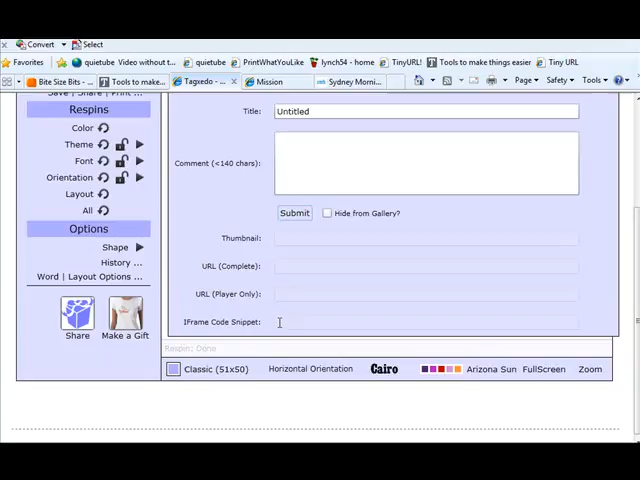 Convert Select
Favorites quietube Video without t... quietube PrintWhatYouLike lynch54 - home TinyURL! Tools to make things easier Tiny URL
Bite Size Bits - ... Tools to make... Tagxedo - ... Mission Sydney Morni... Page Safety Tools
Save | Share | Print ...
Respins
Color
Theme
Font
Orientation
Layout
All
Options
Shape
History ...
Word | Layout Options ...
Share Make a Gift
Title: Untitled
Comment (<140 chars):
Submit Hide from Gallery?
Thumbnail:
URL (Complete):
URL (Player Only):
IFrame Code Snippet:
Respin: Done
Classic (51x50) Horizontal Orientation Cairo Arizona Sun FullScreen Zoom